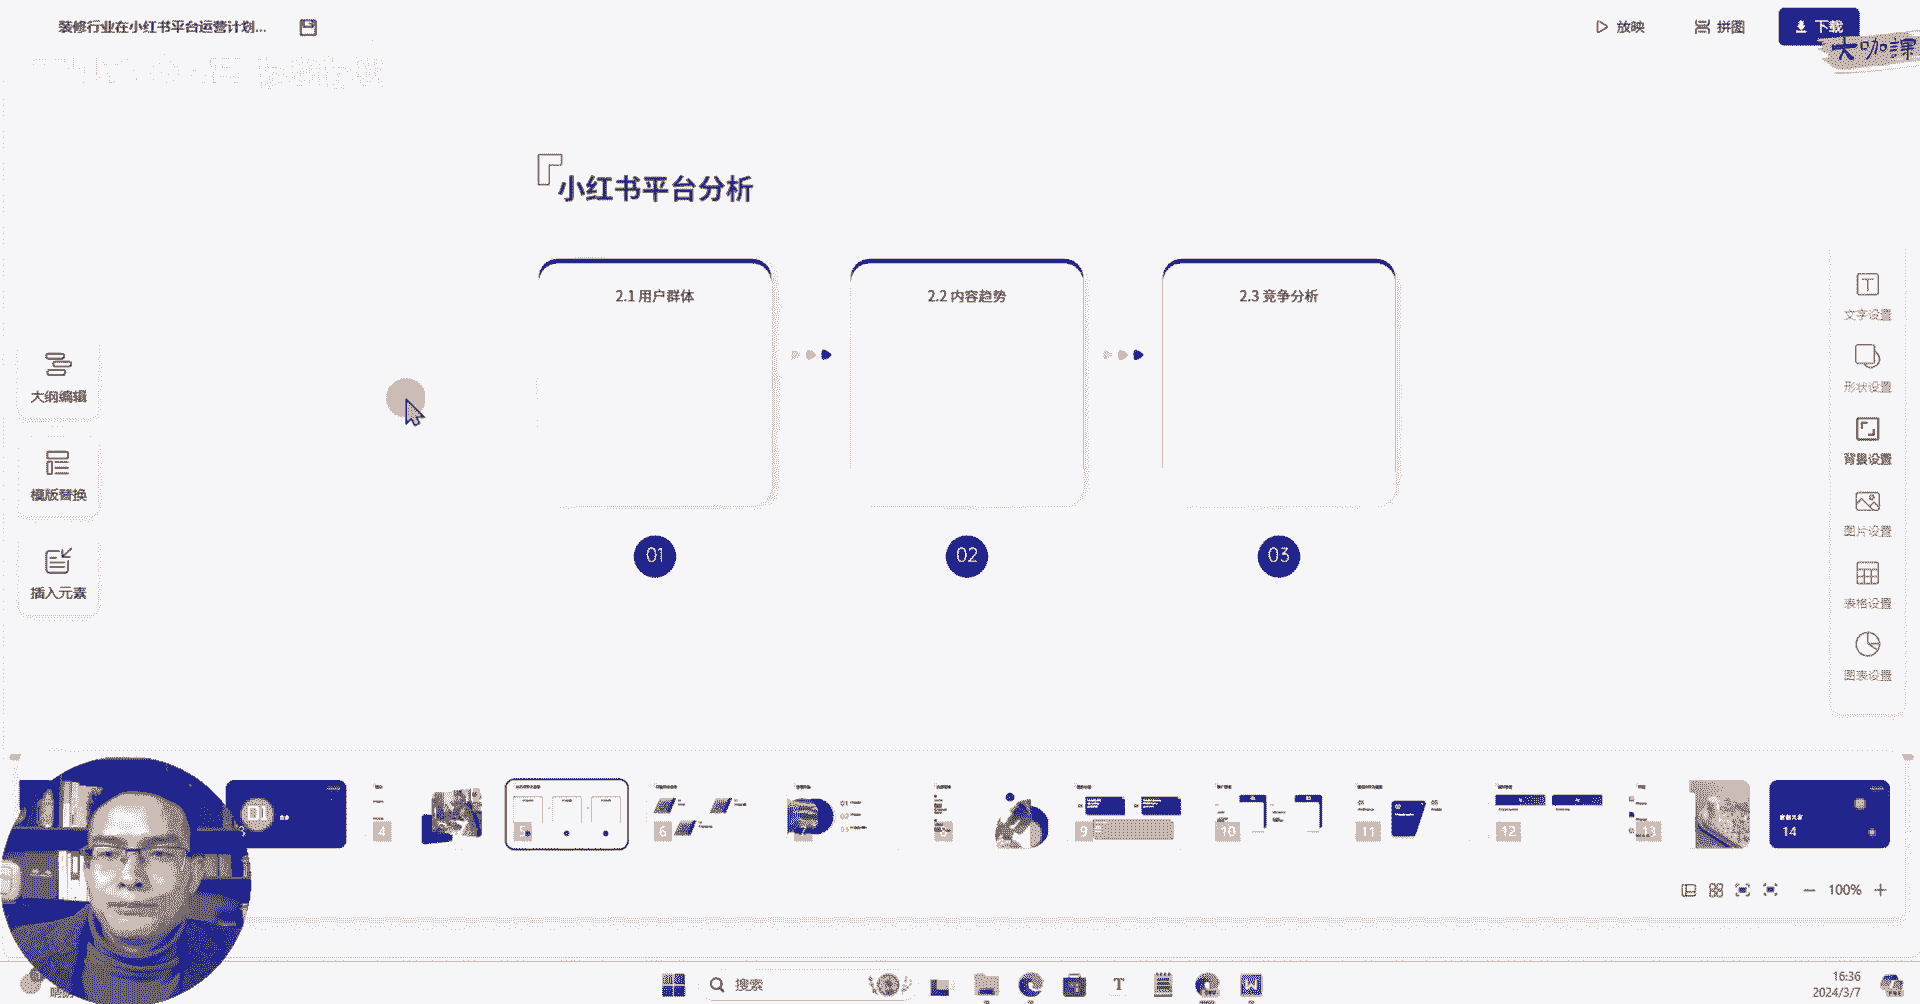 装修行业在小红书平台运营计划...
放映
拼图
下载
大咖課
小红书平台分析
2.1 用户群体
2.2 内容趋势
2.3 竞争分析
01
02
03
大纲编辑
模版替换
插入元素
文字设置
形状设置
背景设置
图片设置
表格设置
图表设置
01
3
4
5
6
7
9
10
11
12
13
14
100%
搜索
16:36
2024/3/7